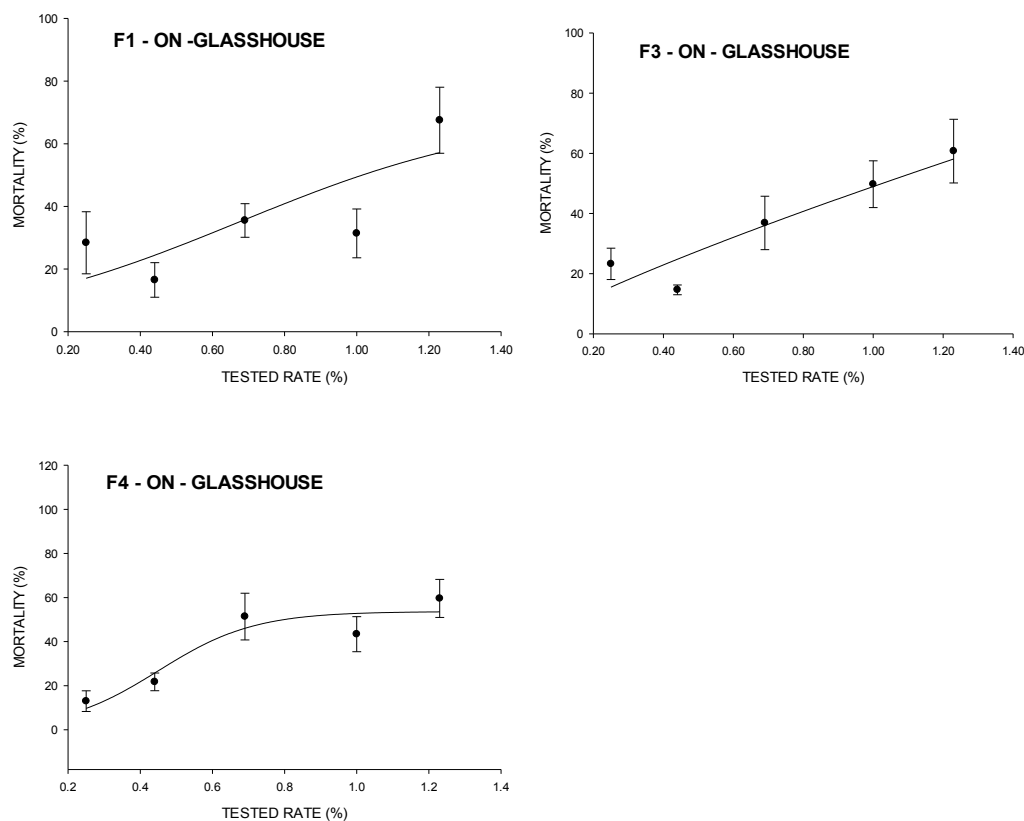 F1 - ON -GLASSHOUSE
MORTALITY (%)
100
80
60
40
20
0
0.20 0.40 0.60 0.80 1.00 1.20 1.40
TESTED RATE (%)
F3 - ON - GLASSHOUSE
MORTALITY (%)
100
80
60
40
20
0
0.20 0.40 0.60 0.80 1.00 1.20 1.40
TESTED RATE (%)
F4 - ON - GLASSHOUSE
MORTALITY (%)
120
100
80
60
40
20
0
0.2 0.4 0.6 0.8 1.0 1.2 1.4
TESTED RATE (%)